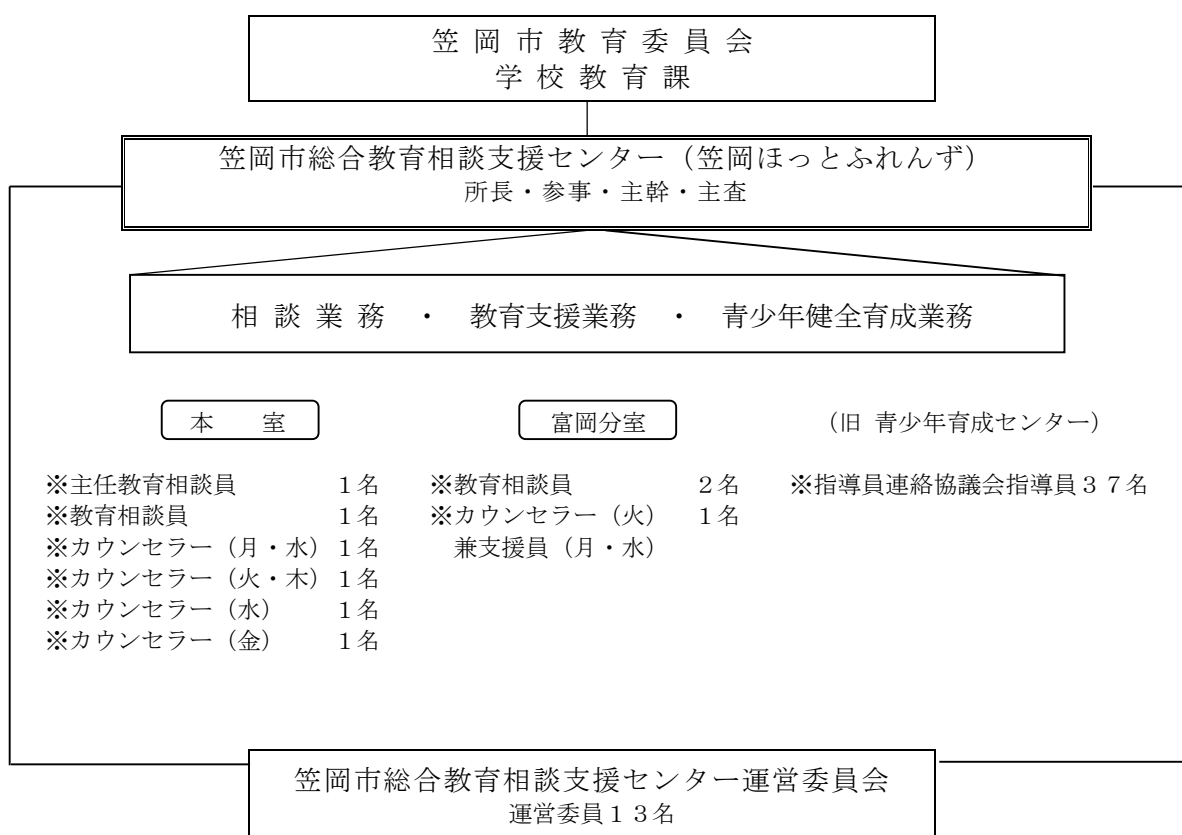 笠岡市教育委員会
学校教育課
笠岡市総合教育相談支援センター（笠岡ほっとふれんず）
所長・参事・主幹・主査
相談業務　・　教育支援業務　・　青少年健全育成業務
本　室
富岡分室
（旧 青少年育成センター）
※主任教育相談員　１名
※教育相談員　１名
※カウンセラー（月・水）１名
※カウンセラー（火・木）１名
※カウンセラー（水）　１名
※カウンセラー（金）　１名
※教育相談員　２名
※カウンセラー（火）　１名
兼支援員（月・水）
※指導員連絡協議会指導員３７名
笠岡市総合教育相談支援センター運営委員会
運営委員１３名